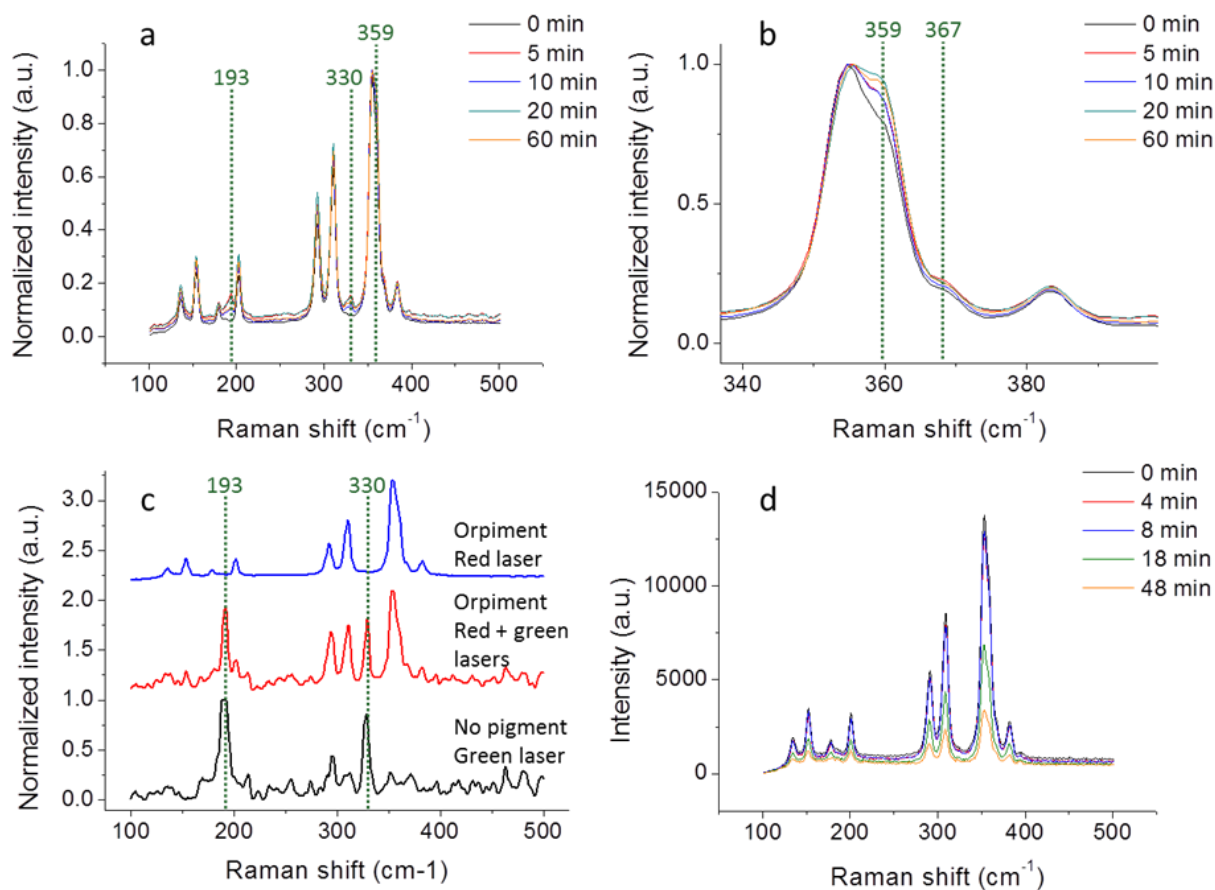 a
359
330
193
0 min
5 min
10 min
20 min
60 min
1.0
0.8
0.6
0.4
0.2
0.0
Normalized intensity (a.u.)
100 200 300 400 500
Raman shift (cm-1)
b
359 367
0 min
5 min
10 min
20 min
60 min
1.0
0.5
0.0
Normalized intensity (a.u.)
340 360 380
Raman shift (cm-1)
c
193 330
3.0
2.5
2.0
1.5
1.0
0.5
0.0
Normalized intensity (a.u.)
Orpiment
Red laser
Orpiment
Red + green
lasers
No pigment
Green laser
100 200 300 400 500
Raman shift (cm-1)
d
0 min
4 min
8 min
18 min
48 min
15000
10000
5000
0
Intensity (a.u.)
100 200 300 400 500
Raman shift (cm-1)